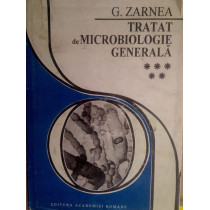 G. ZARNEA
TRATAT
de MICROBIOLOGIE
GENERALĂ
* * *
* *
EDITURA ACADEMIEI ROMÂNE